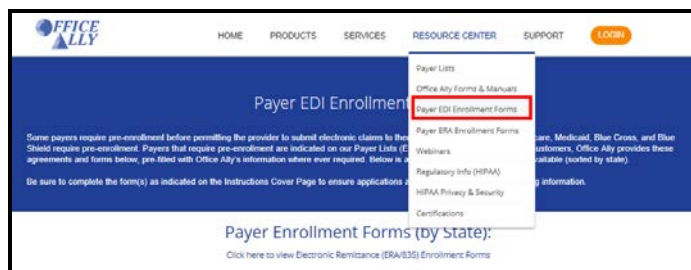 OFFICE ALLY
HOME PRODUCTS SERVICES RESOURCE CENTER SUPPORT LOGIN
Payer Lists
Office Ally Forms & Manuals
Payer EDI Enrollment Forms
Payer ERA Enrollment Forms
Webinars
Regulatory Info (HIPAA)
HIPAA Privacy & Security
Certifications
Payer EDI Enrollmen
Some payers require pre-enrollment before permitting the provider to submit electronic claims to the care, Medicaid, Blue Cross, and Blue
Shield require pre-enrollment. Payers that require pre-enrollment are indicated on our Payer Lists (E ustomers, Office Ally provides these
agreements and forms below, pre-filled with Office Ally's information where ever required. Below is a vailable (sorted by state).
Be sure to complete the form(s) as indicated on the Instructions Cover Page to ensure applications a g information.
Payer Enrollment Forms (by State):
Click here to view Electronic Remittance (ERA/835) Enrollment Forms